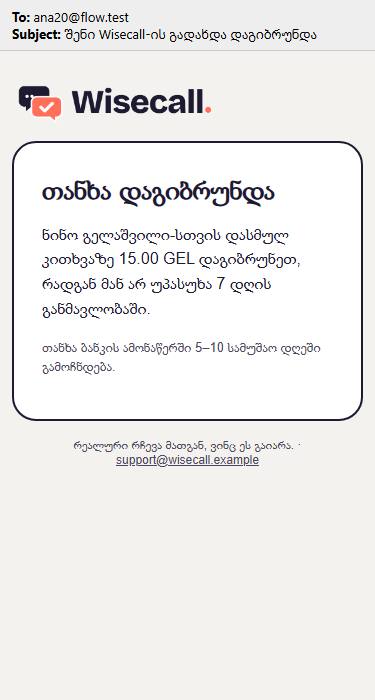 To: ana20@flow.test
Subject: შენი Wisecall-ის გადახდა დაგიბრუნდა
Wisecall.
თანხა დაგიბრუნდა
ნინო გელაშვილი-სთვის დასმულ
კითხვაზე 15.00 GEL დაგიბრუნეთ,
რადგან მან არ უპასუხა 7 დღის
განმავლობაში.
თანხა ბანკის ამონაწერში 5–10 სამუშაო დღეში
გამოჩნდება.
რეალური რჩევა მათგან, ვინც ეს გაიარა. ·
support@wisecall.example